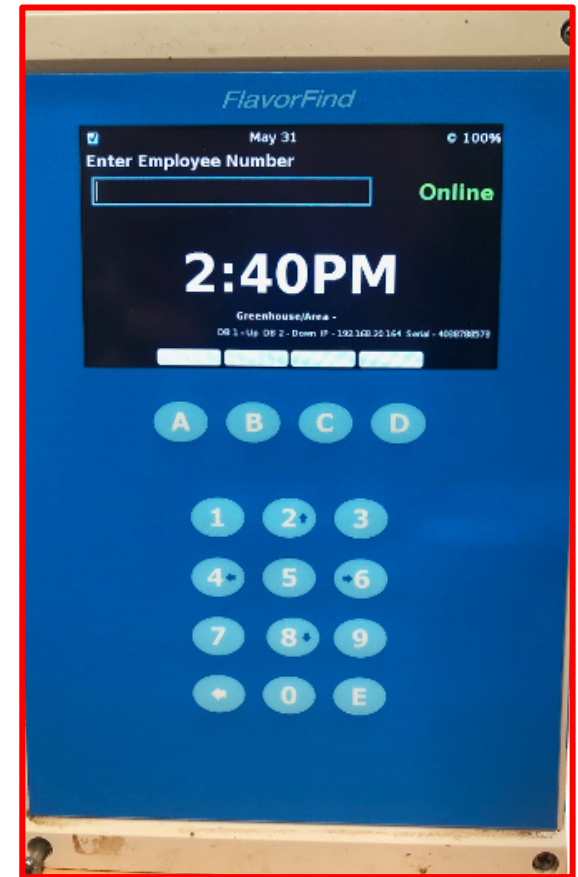 FlavorFind
May 31 100%
Enter Employee Number
Online
2:40PM
Greenhouse/Area -
DB 1 - Up DB 2 - Down IP - 192.168.20.164 Serial - 4088788573
A B C D
1 2 3
4 5 6
7 8 9
0 E